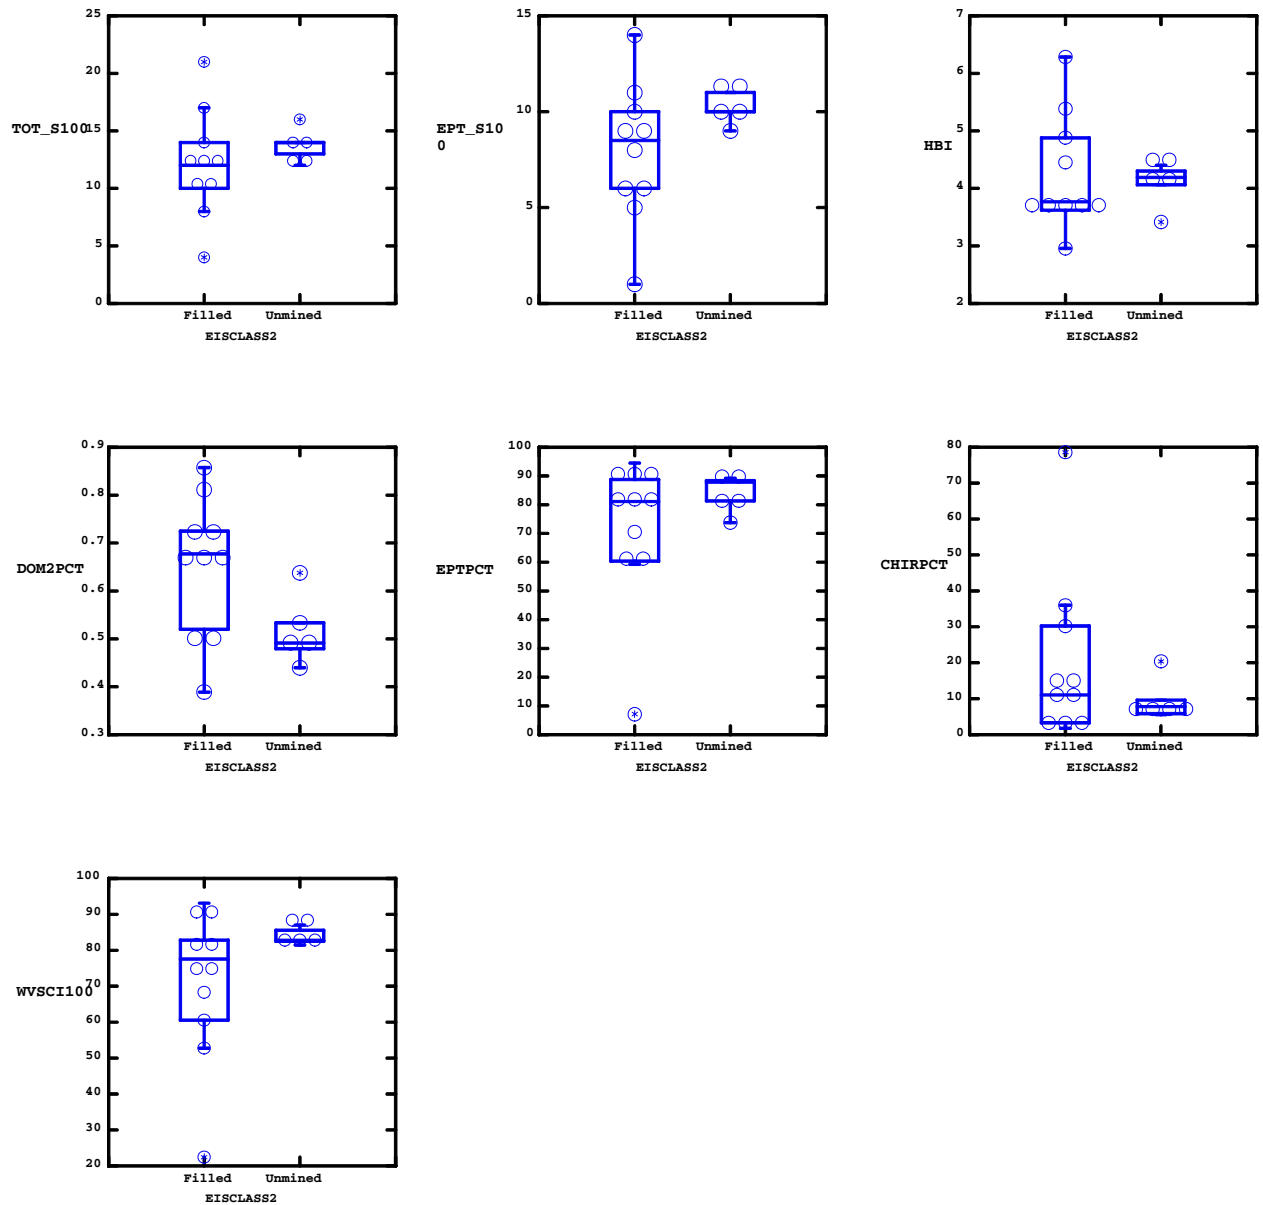 25
20
TOT_S100
15
10
5
0
Filled Unmined
EISCLASS2
15
10
EPT_S10
0
5
0
Filled Unmined
EISCLASS2
7
6
5
HBI
4
3
2
Filled Unmined
EISCLASS2
0.9
0.8
0.7
DOM2PCT
0.6
0.5
0.4
0.3
Filled Unmined
EISCLASS2
100
90
80
70
60
EPTPCT
50
40
30
20
10
0
Filled Unmined
EISCLASS2
80
70
60
50
CHIRPCT
40
30
20
10
0
Filled Unmined
EISCLASS2
100
90
80
70
WVSCI100
60
50
40
30
20
Filled Unmined
EISCLASS2